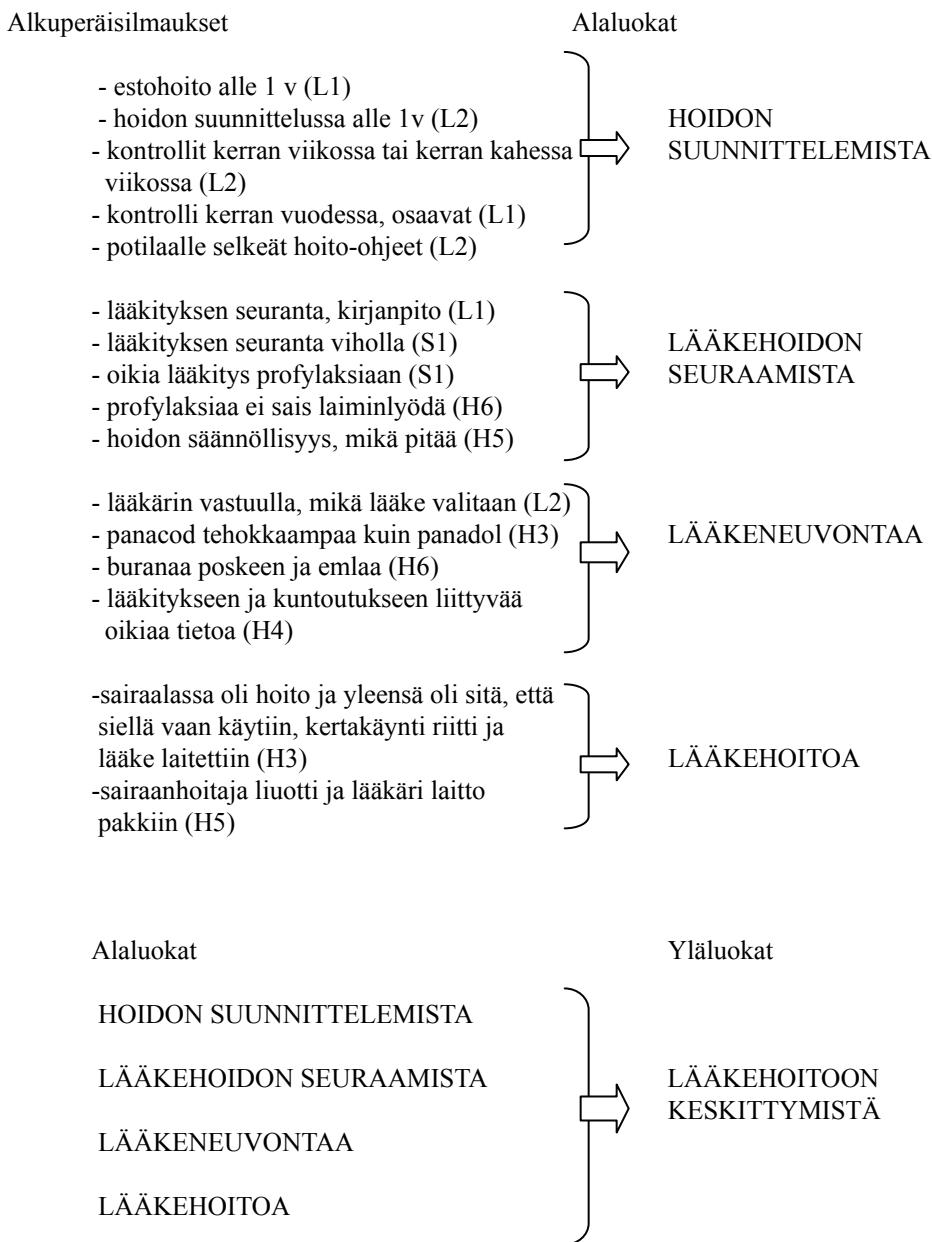 Alkuperäisilmaukset
Alaluokat
- estohoito alle 1 v (L1)
- hoidon suunnittelussa alle 1v (L2)
- kontrollit kerran viikossa tai kerran kahessa
viikossa (L2)
- kontrolli kerran vuodessa, osaavat (L1)
- potilaalle selkeät hoito-ohjeet (L2)
HOIDON
SUUNNITTELEMISTA
- lääkityksen seuranta, kirjanpito (L1)
- lääkityksen seuranta viholla (S1)
- oikia lääkitys profylaksiaan (S1)
- profylaksiaa ei sais laiminlyödä (H6)
- hoidon säännöllisyys, mikä pitää (H5)
LÄÄKEHOIDON
SEURAAMISTA
- lääkärin vastuulla, mikä lääke valitaan (L2)
- panacod tehokkaampaa kuin panadol (H3)
- buranaa poskeen ja emlaa (H6)
- lääkitykseen ja kuntoutukseen liittyvää
oikiaa tietoa (H4)
LÄÄKENEUVONTAA
-sairaalassa oli hoito ja yleensä oli sitä, että
siellä vaan käytiin, kertakäynti riitti ja
lääke laitettiin (H3)
-sairaanhoitaja liuotti ja lääkäri laitto
pakkiin (H5)
LÄÄKEHOITOA
Alaluokat
Yläluokat
HOIDON SUUNNITTELEMISTA
LÄÄKEHOIDON SEURAAMISTA
LÄÄKENEUVONTAA
LÄÄKEHOITOA
LÄÄKEHOITOON
KESKITTYMISTÄ